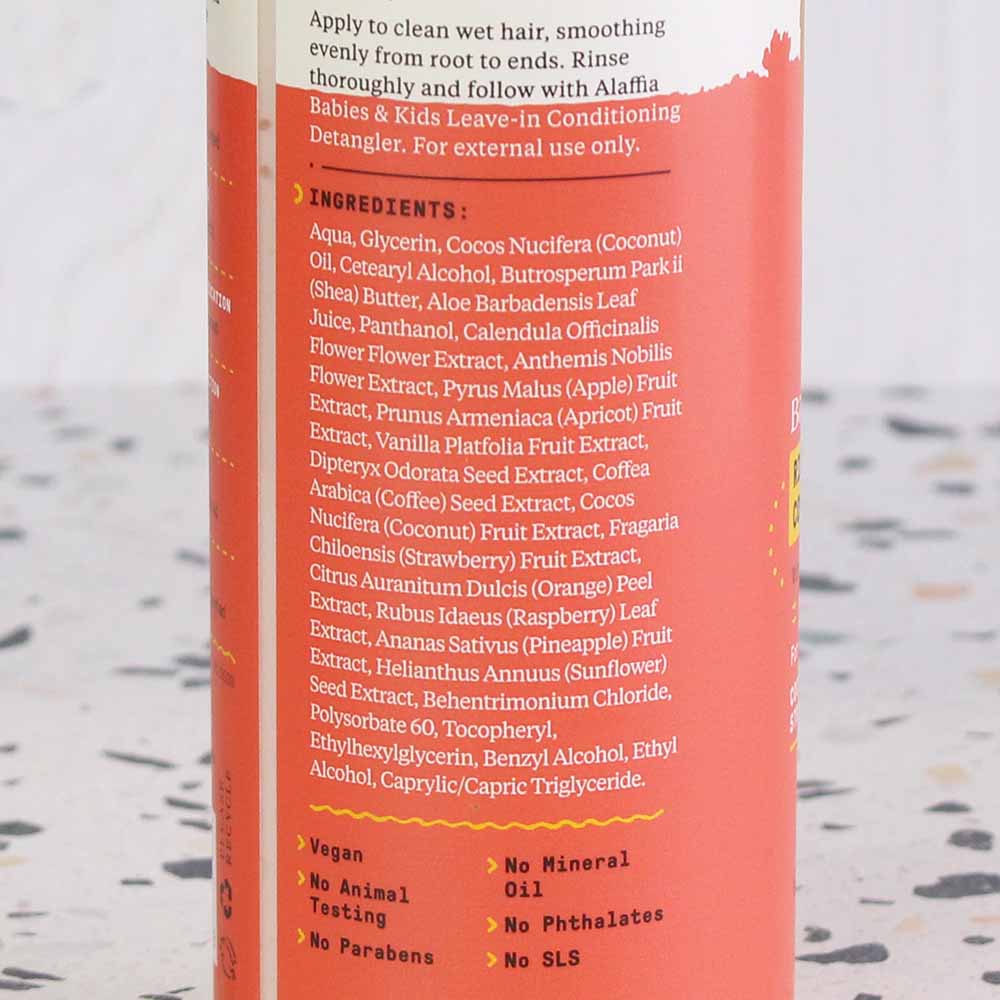 Apply to clean wet hair, smoothing
evenly from root to ends. Rinse
thoroughly and follow with Alaffia
Babies & Kids Leave-in Conditioning
Detangler. For external use only.
INGREDIENTS:
Aqua, Glycerin, Cocos Nucifera (Coconut)
Oil, Cetearyl Alcohol, Butrosperum Park ii
(Shea) Butter, Aloe Barbadensis Leaf
Juice, Panthanol, Calendula Officinalis
Flower Flower Extract, Anthemis Nobilis
Flower Extract, Pyrus Malus (Apple) Fruit
Extract, Prunus Armeniaca (Apricot) Fruit
Extract, Vanilla Platfolia Fruit Extract,
Dipteryx Odorata Seed Extract, Coffea
Arabica (Coffee) Seed Extract, Cocos
Nucifera (Coconut) Fruit Extract, Fragaria
Chiloensis (Strawberry) Fruit Extract,
Citrus Auranitum Dulcis (Orange) Peel
Extract, Rubus Idaeus (Raspberry) Leaf
Extract, Ananas Sativus (Pineapple) Fruit
Extract, Helianthus Annuus (Sunflower)
Seed Extract, Behentrimonium Chloride,
Polysorbate 60, Tocopheryl,
Ethylhexylglycerin, Benzyl Alcohol, Ethyl
Alcohol, Caprylic/Capric Triglyceride.
Vegan
No Animal
Testing
No Parabens
No Mineral
Oil
No Phthalates
No SLS
PLEASE
RECYCLE